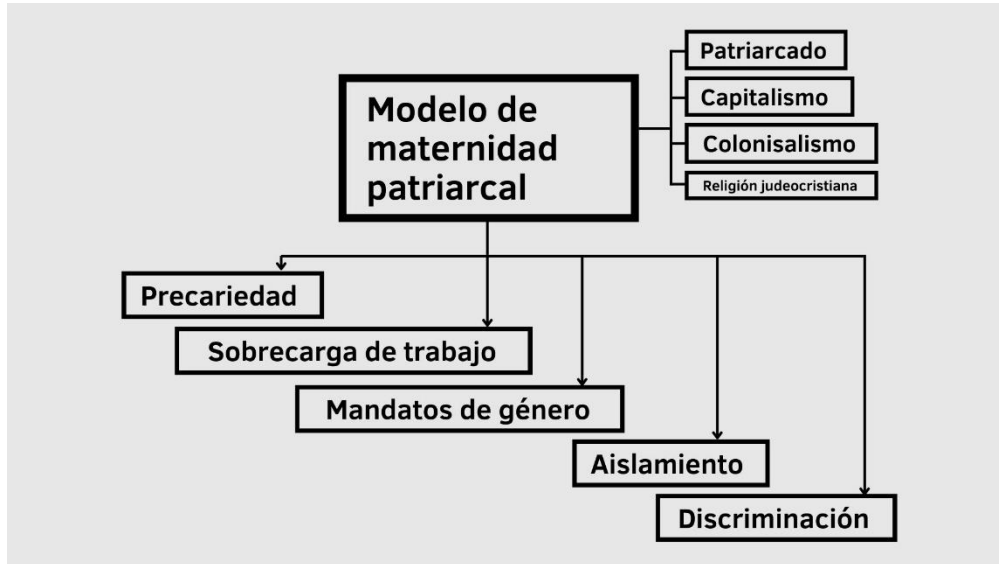 Modelo de
maternidad
patriarcal
Patriarcado
Capitalismo
Colonisalismo
Religión judeocristiana
Precariedad
Sobrecarga de trabajo
Mandatos de género
Aislamiento
Discriminación